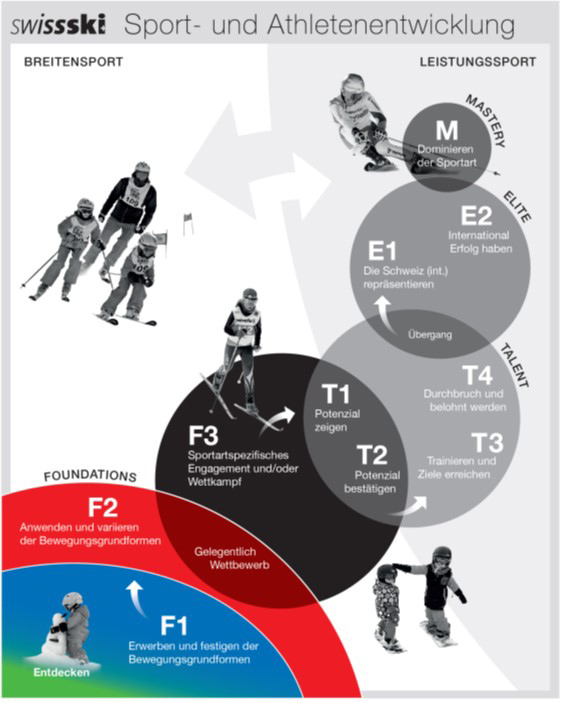 swissski Sport- und Athletenentwicklung
BREITENSPORT
LEISTUNGSSPORT
MASTERY
M
Dominieren
der Sportart
ELITE
E2
International
Erfolg haben
E1
Die Schweiz (int.)
repräsentieren
Übergang
TALENT
T4
Durchbruch und
belohnt werden
T1
Potenzial
zeigen
T3
Trainieren und
Ziele erreichen
T2
Potenzial
bestätigen
F3
Sportartspezifisches
Engagement und/oder
Wettkampf
FOUNDATIONS
F2
Anwenden und variieren
der Bewegungsgrundformen
Gelegentlich
Wettbewerb
F1
Erwerben und festigen der
Bewegungsgrundformen
Entdecken